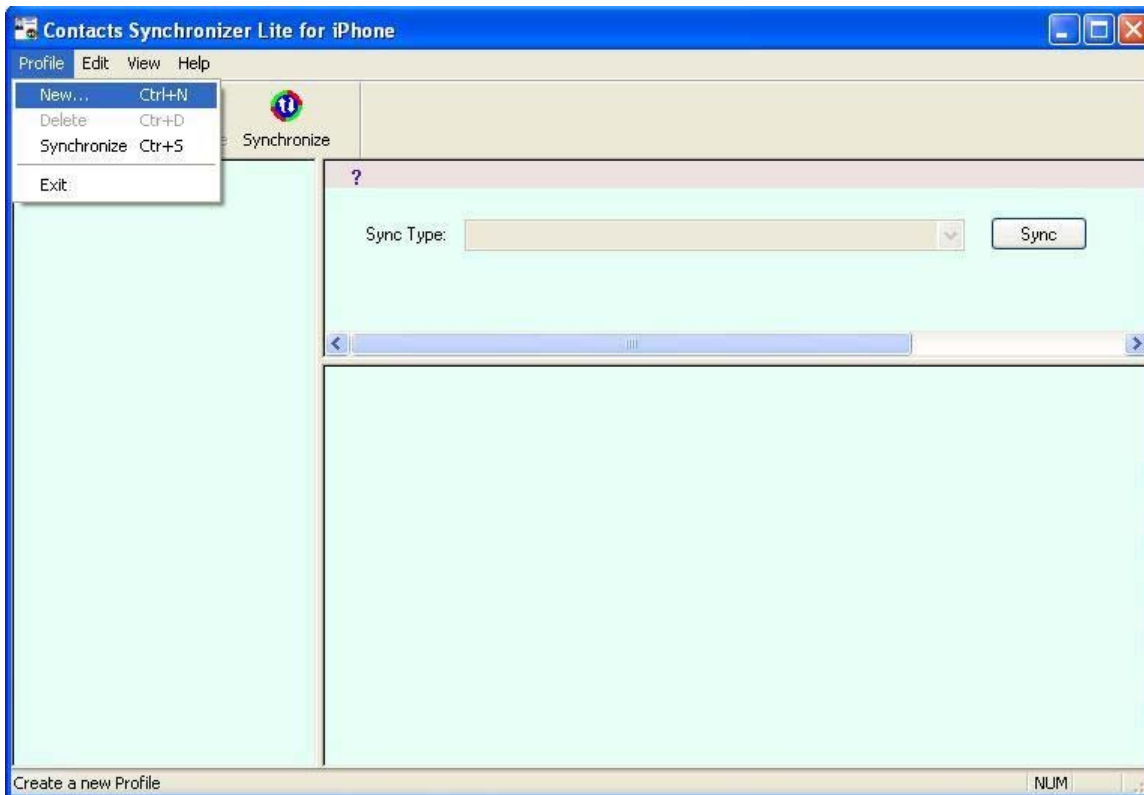 Contacts Synchronizer Lite for iPhone
Profile Edit View Help
New... Ctrl+N
Delete Ctr+D
Synchronize Ctr+S
Exit
Synchronize
?
Sync Type: Sync
Create a new Profile NUM